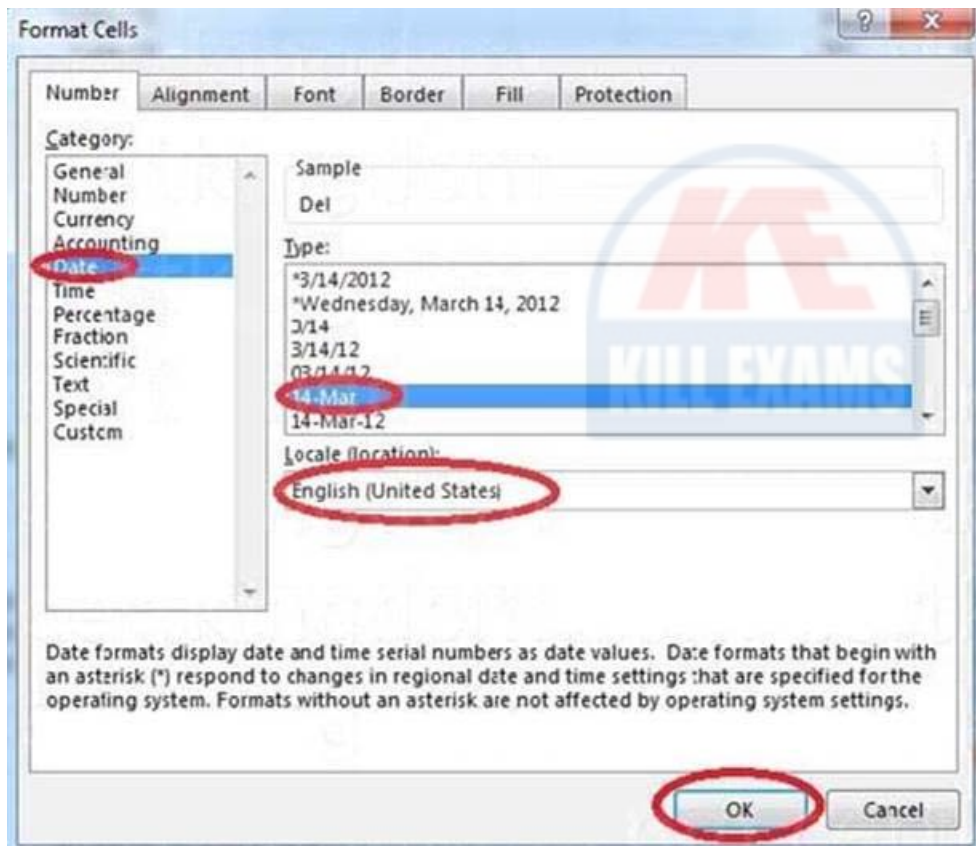 Format Cells
Number Alignment Font Border Fill Protection
Category:
General
Number
Currency
Accounting
Date
Time
Percentage
Fraction
Scientific
Text
Special
Custom
Sample
Del
Type:
*3/14/2012
*Wednesday, March 14, 2012
3/14
3/14/12
03/14/12
14-Mar
14-Mar-12
KE
KILL EXAMS
Locale (location):
English (United States)
Date formats display date and time serial numbers as date values. Date formats that begin with
an asterisk (*) respond to changes in regional date and time settings that are specified for the
operating system. Formats without an asterisk are not affected by operating system settings.
OK Cancel